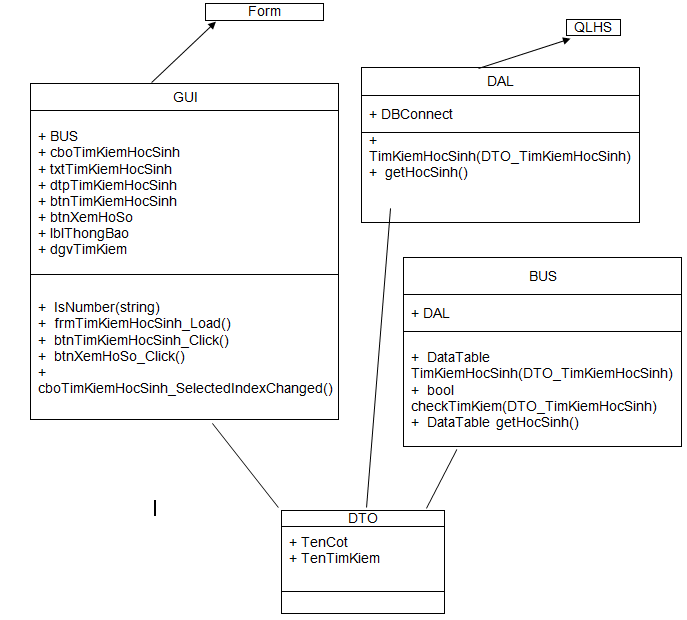 Form
QLHS
GUI
+ BUS
+ cboTimKiemHocSinh
+ txtTimKiemHocSinh
+ dtpTimKiemHocSinh
+ btnTimKiemHocSinh
+ btnXemHoSo
+ lblThongBao
+ dgvTimKiem
+ IsNumber(string)
+ frmTimKiemHocSinh_Load()
+ btnTimKiemHocSinh_Click()
+ btnXemHoSo_Click()
+
cboTimKiemHocSinh_SelectedIndexChanged()
DAL
+ DBConnect
+
TimKiemHocSinh(DTO_TimKiemHocSinh)
+ getHocSinh()
BUS
+ DAL
+ DataTable
TimKiemHocSinh(DTO_TimKiemHocSinh)
+ bool
checkTimKiem(DTO_TimKiemHocSinh)
+ DataTable getHocSinh()
DTO
+ TenCot
+ TenTimKiem